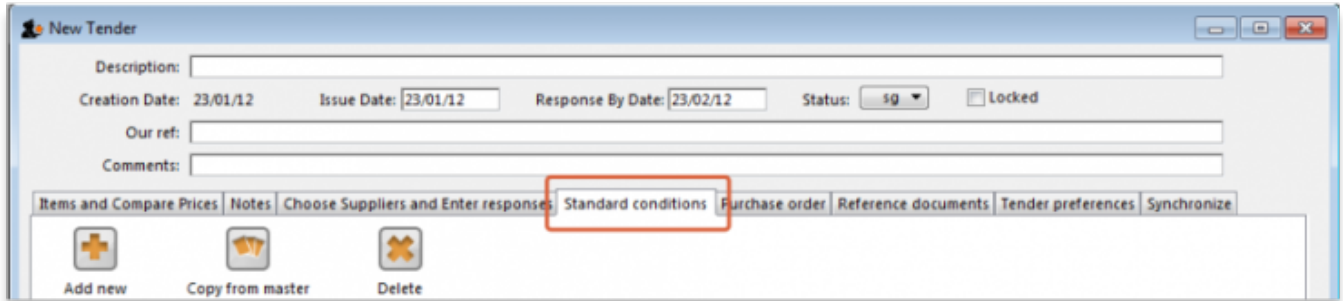 New Tender
Description:
Creation Date: 23/01/12 Issue Date: 23/01/12 Response By Date: 23/02/12 Status: sg Locked
Our ref:
Comments:
Items and Compare Prices Notes Choose Suppliers and Enter responses Standard conditions Purchase order Reference documents Tender preferences Synchronize
Add new Copy from master Delete